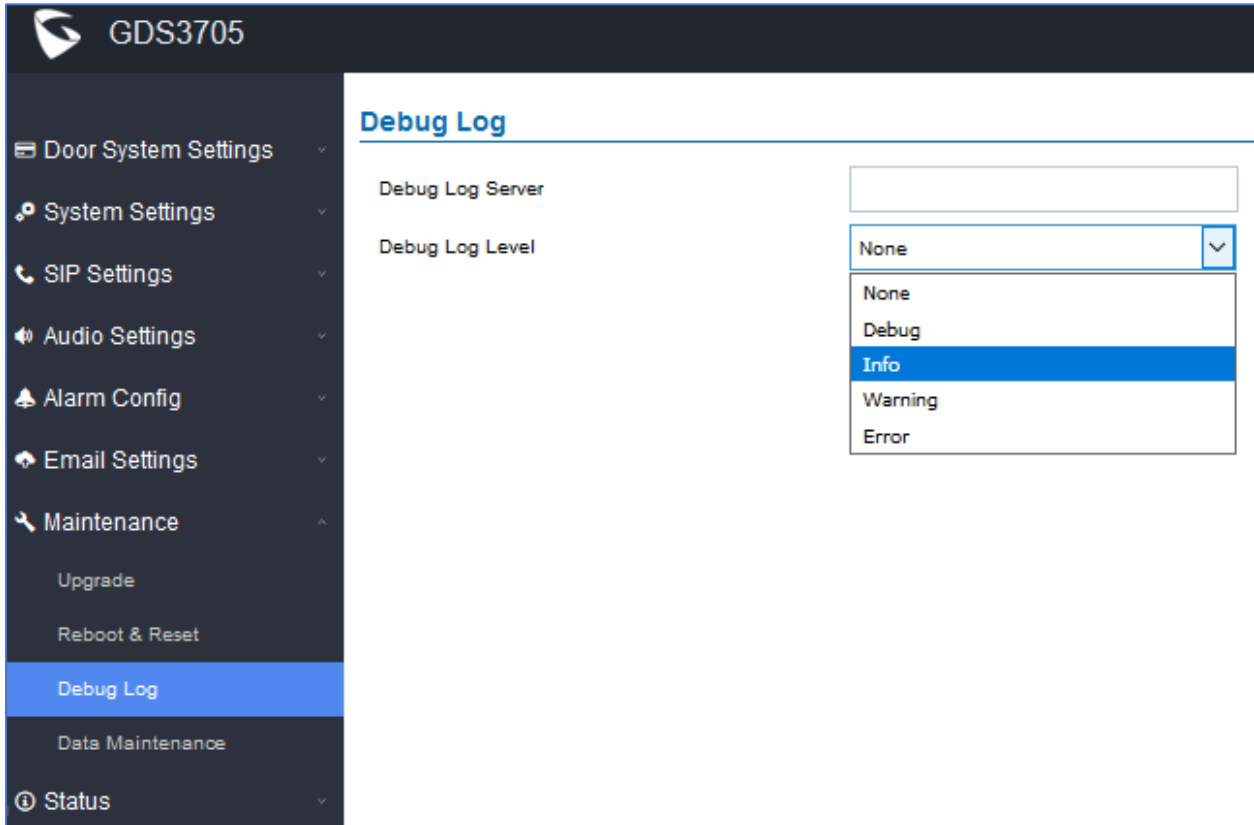 GDS3705
Door System Settings
System Settings
SIP Settings
Audio Settings
Alarm Config
Email Settings
Maintenance
Upgrade
Reboot & Reset
Debug Log
Data Maintenance
Status
Debug Log
Debug Log Server
Debug Log Level
None
None
Debug
Info
Warning
Error